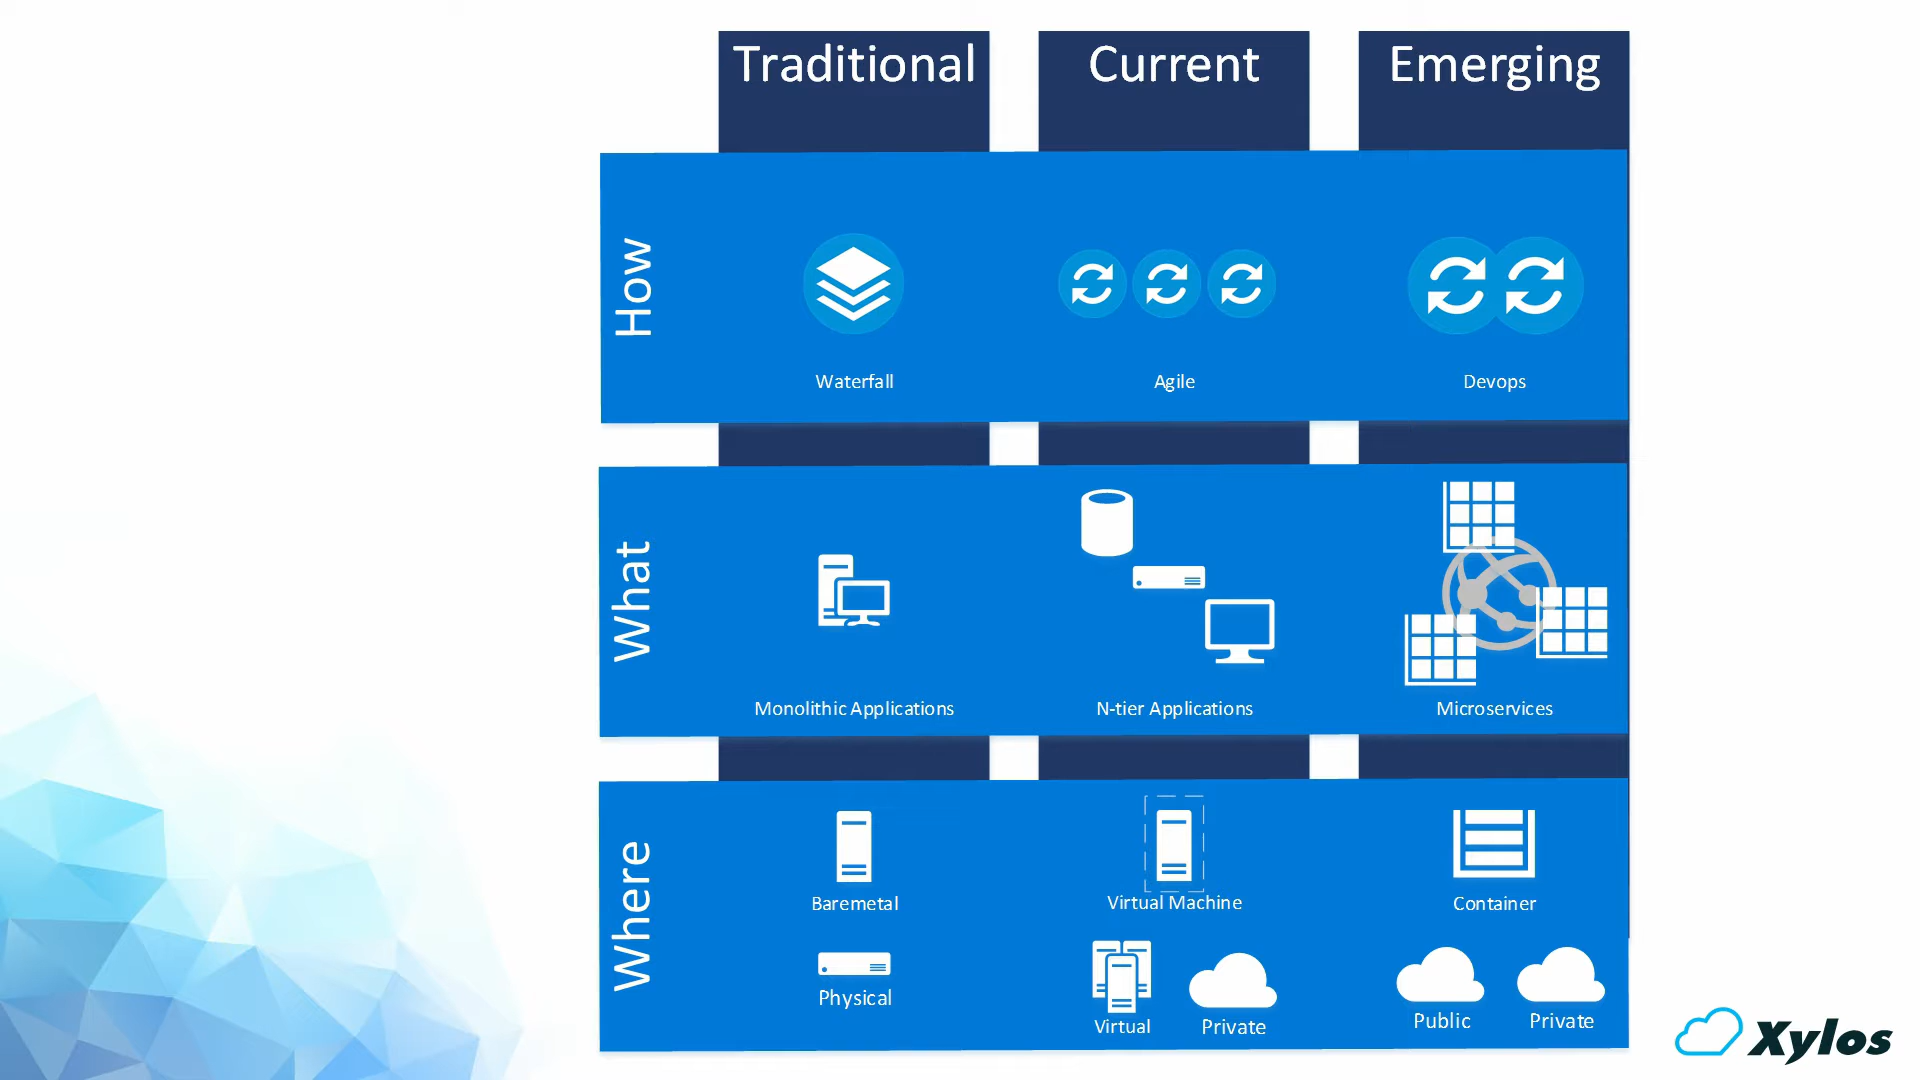 Traditional
Current
Emerging
How
Waterfall
Agile
Devops
What
Monolithic Applications
N-tier Applications
Microservices
Where
Baremetal
Virtual Machine
Container
Physical
Virtual
Private
Public
Private
Xylos